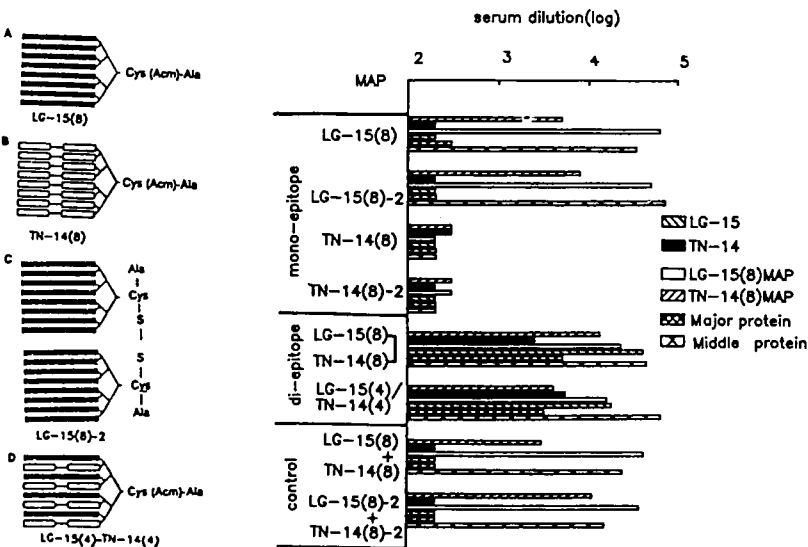 A
Cys (Acm)-Ala
LG-15(8)
B
Cys (Acm)-Ala
TN-14(8)
C
Ala
Cys
S
S
Cys
Ala
LG-15(8)-2
D
Cys (Acm)-Ala
LG-15(4)-TN-14(4)
serum dilution(log)
2 3 4 5
MAP
mono-epitope
LG-15(8)
LG-15(8)-2
TN-14(8)
TN-14(8)-2
di-epitope
LG-15(8)
TN-14(8)
LG-15(4)/
TN-14(4)
control
LG-15(8)
+
TN-14(8)
LG-15(8)-2
+
TN-14(8)-2
LG-15
TN-14
LG-15(8)MAP
TN-14(8)MAP
Major protein
Middle protein